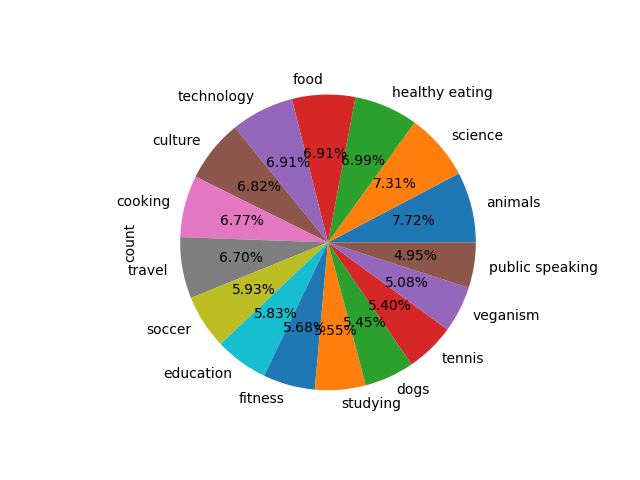 food
healthy eating
technology
science
culture
cooking
animals
count
travel
public speaking
soccer
veganism
education
tennis
fitness
dogs
studying
7.72%
7.31%
6.99%
6.91%
6.91%
6.82%
6.77%
6.70%
5.93%
5.83%
5.68%
5.55%
5.45%
5.40%
5.08%
4.95%